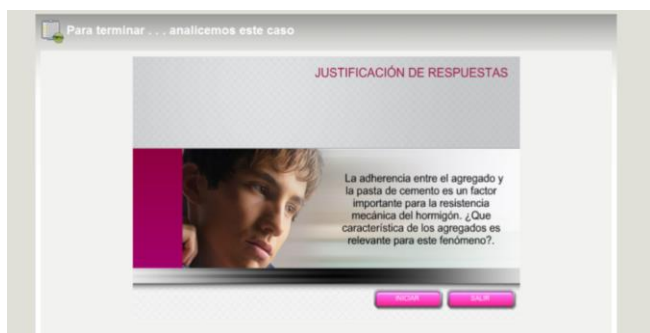 Para terminar . . . analicemos este caso
JUSTIFICACIÓN DE RESPUESTAS
La adherencia entre el agregado y
la pasta de cemento es un factor
importante para la resistencia
mecánica del hormigón. ¿Que
característica de los agregados es
relevante para este fenómeno?.
INICIAR
SALIR